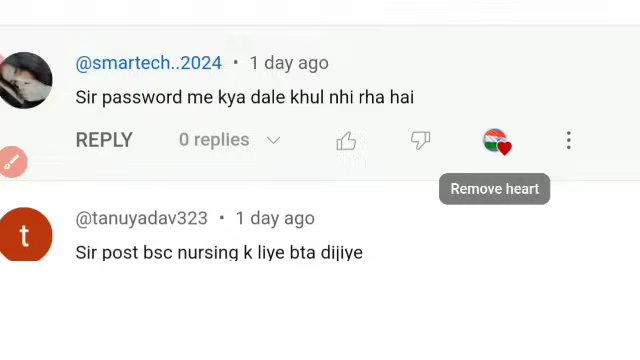 @smartech..2024 • 1 day ago
Sir password me kya dale khul nhi rha hai
REPLY 0 replies
Remove heart
t
@tanuyadav323 • 1 day ago
Sir post bsc nursing k liye bta dijiye